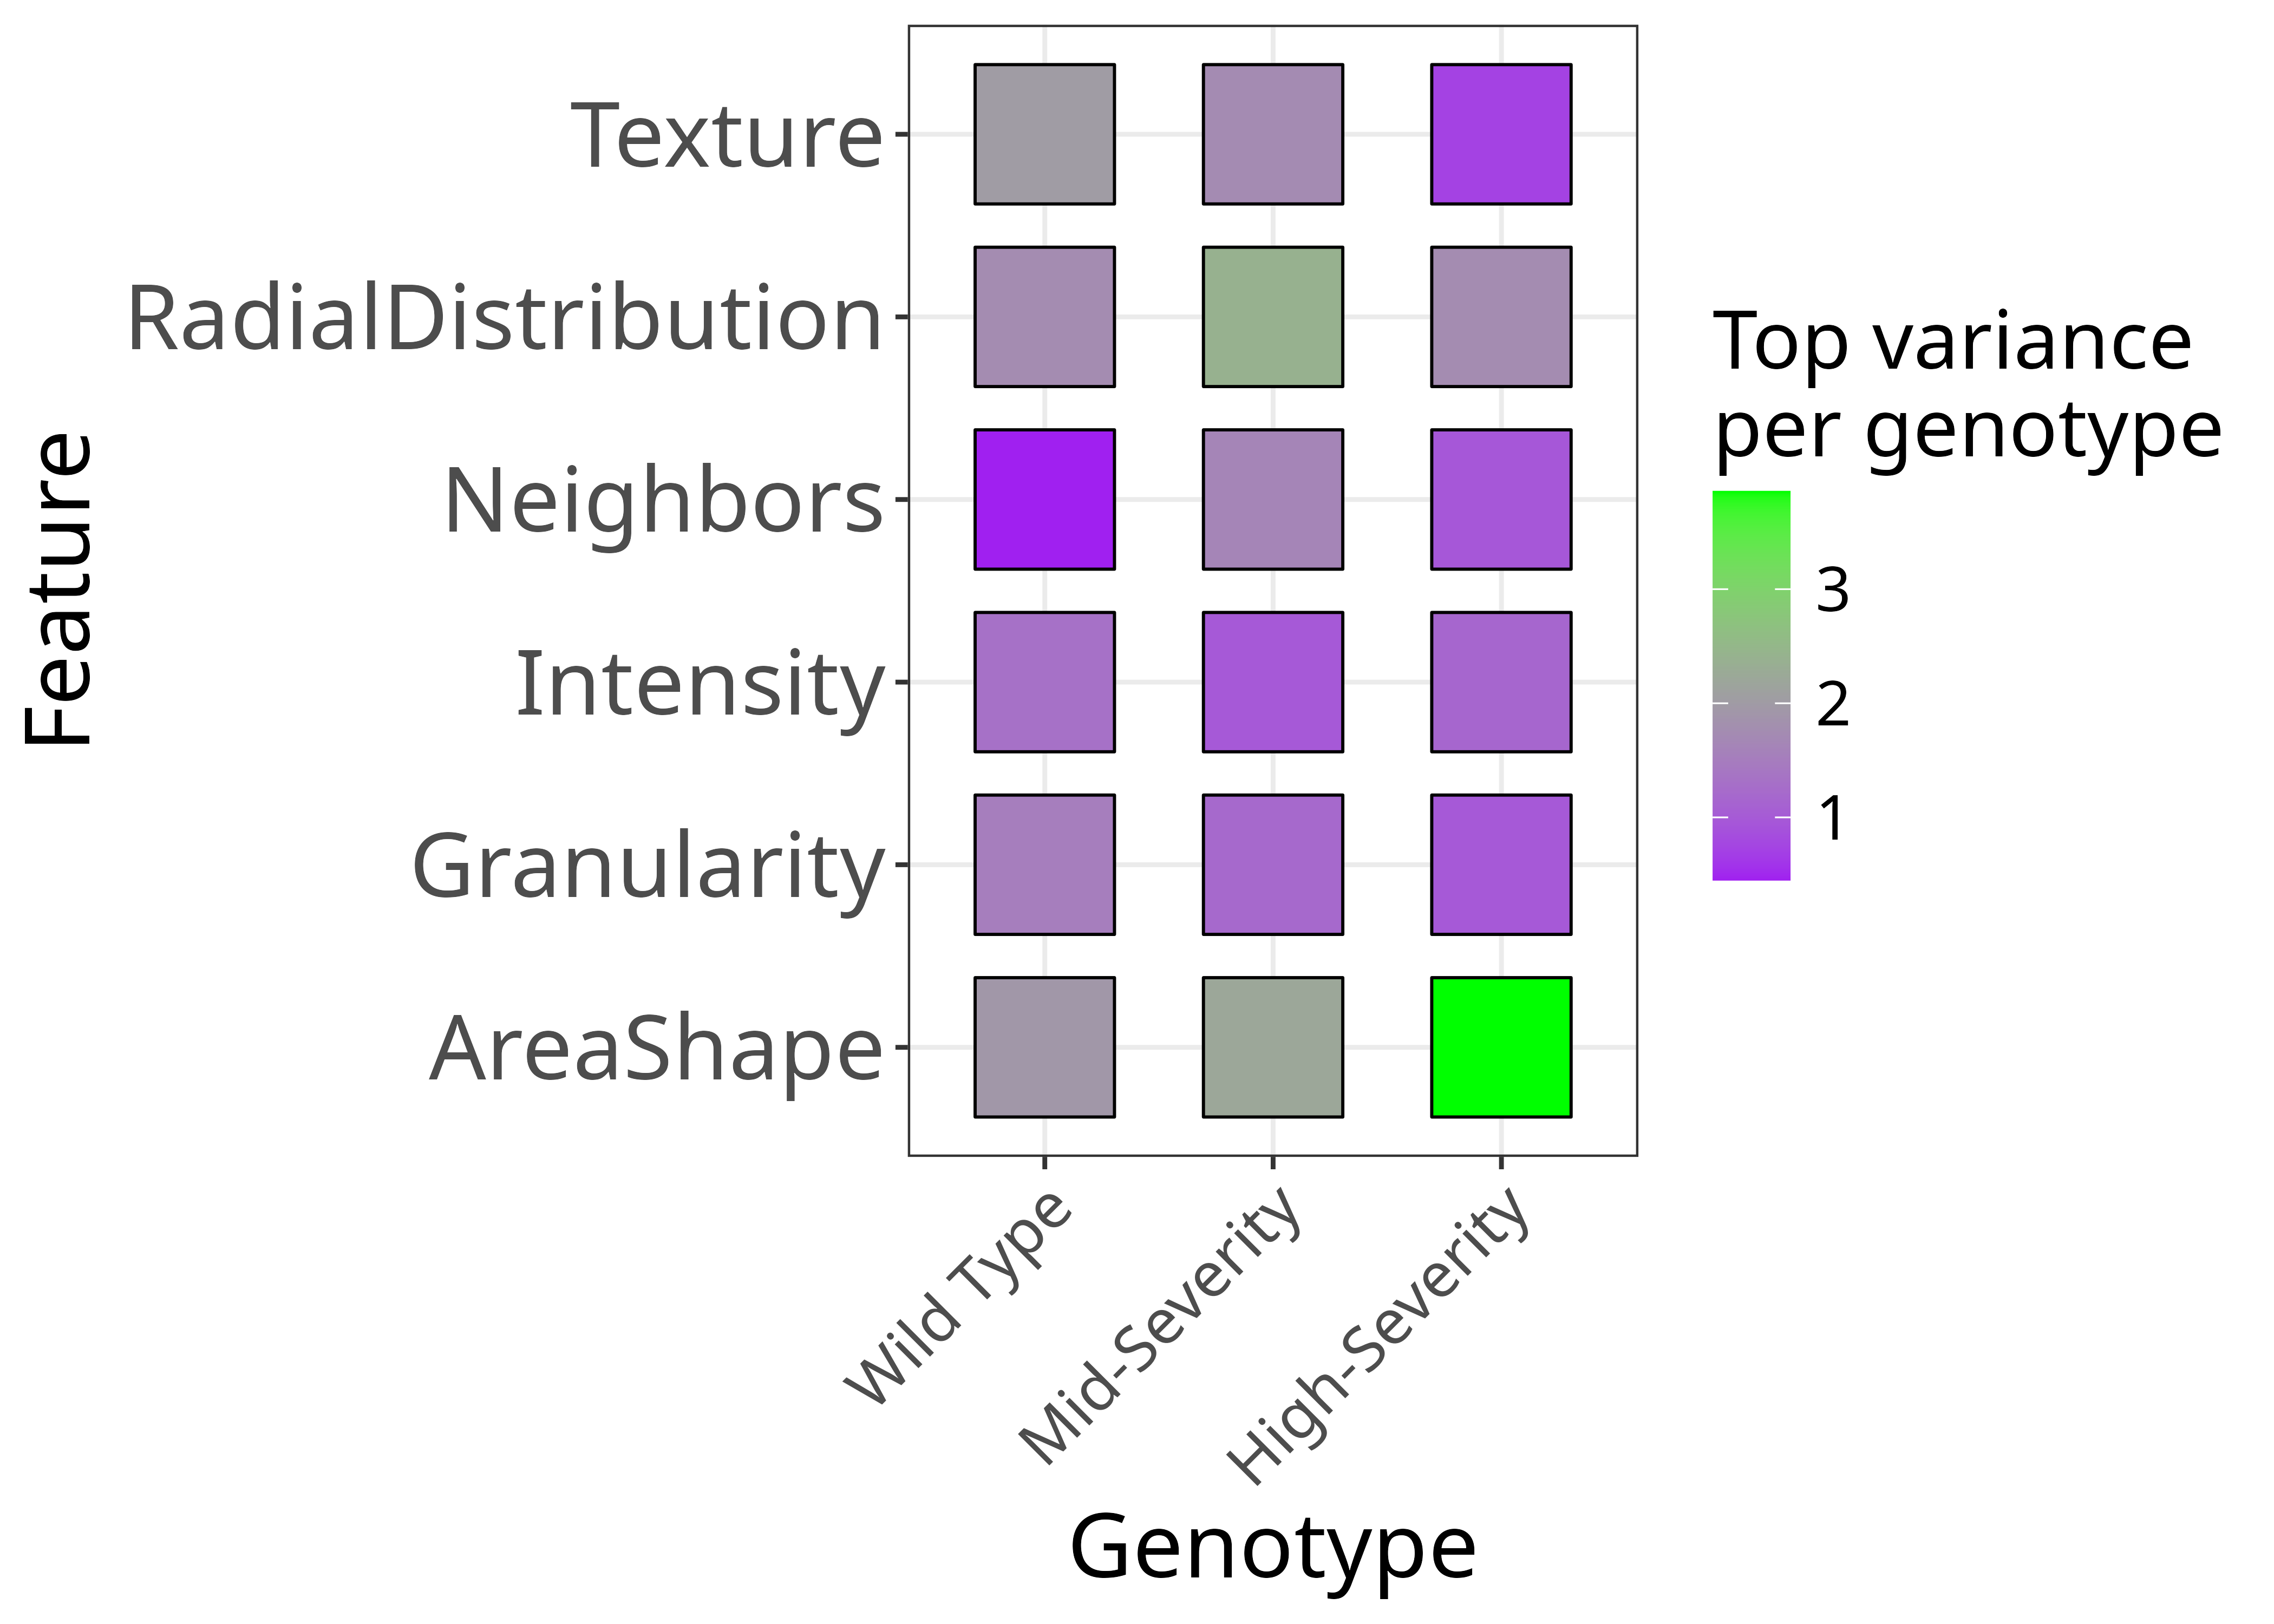 Feature
Texture
RadialDistribution
Neighbors
Intensity
Granularity
AreaShape
Wild Type
Mid-Severity
High-Severity
Genotype
Top variance
per genotype
3
2
1